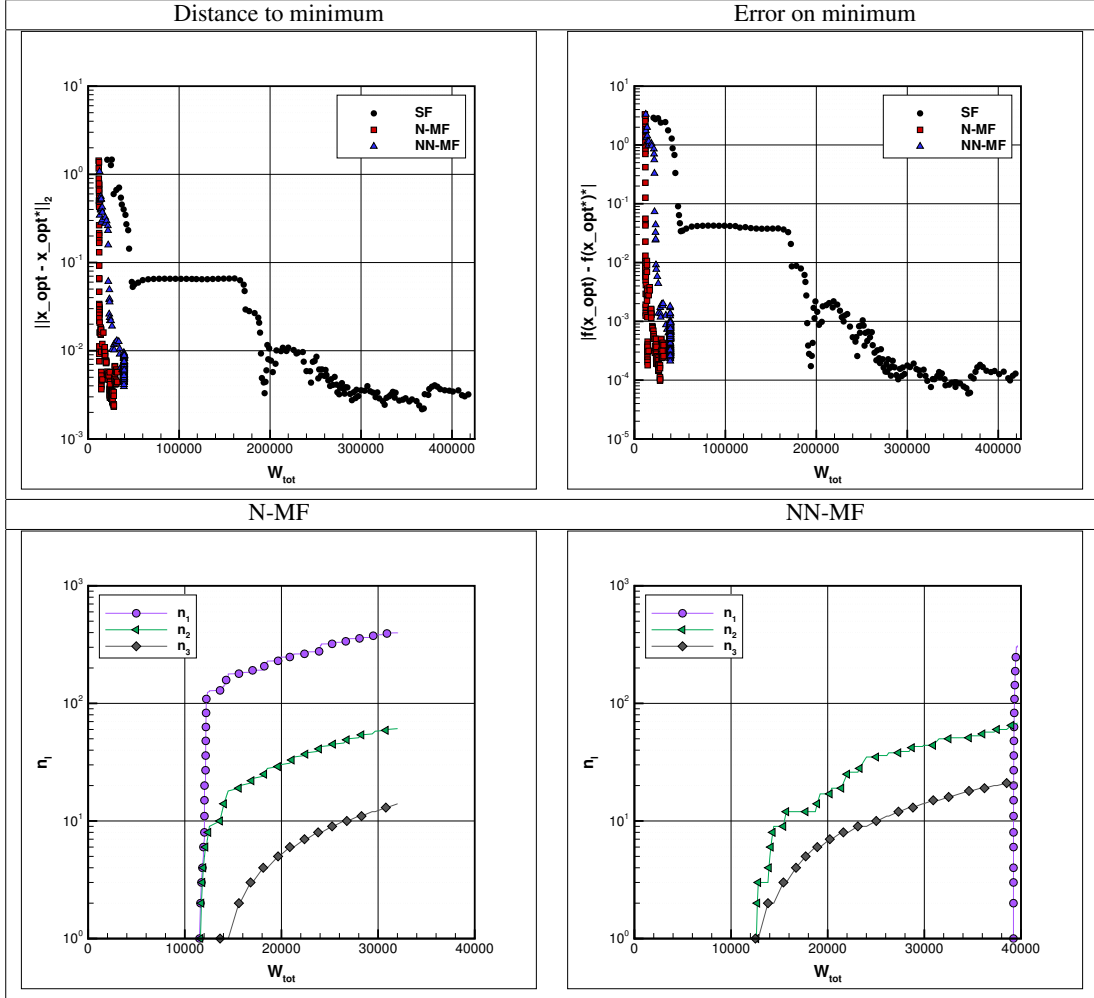 Distance to minimum
Error on minimum
10^1
10^0
10^-1
10^-2
10^-3
||x_opt - x_opt*||_2
SF
N-MF
NN-MF
0
100000
200000
300000
400000
W_tot
10^1
10^0
10^-1
10^-2
10^-3
10^-4
10^-5
|f(x_opt) - f(x_opt*)*|
SF
N-MF
NN-MF
0
100000
200000
300000
400000
W_tot
N-MF
NN-MF
10^3
10^2
10^1
10^0
n_i
n_1
n_2
n_3
0
10000
20000
30000
40000
W_tot
10^3
10^2
10^1
10^0
n_i
n_1
n_2
n_3
0
10000
20000
30000
40000
W_tot